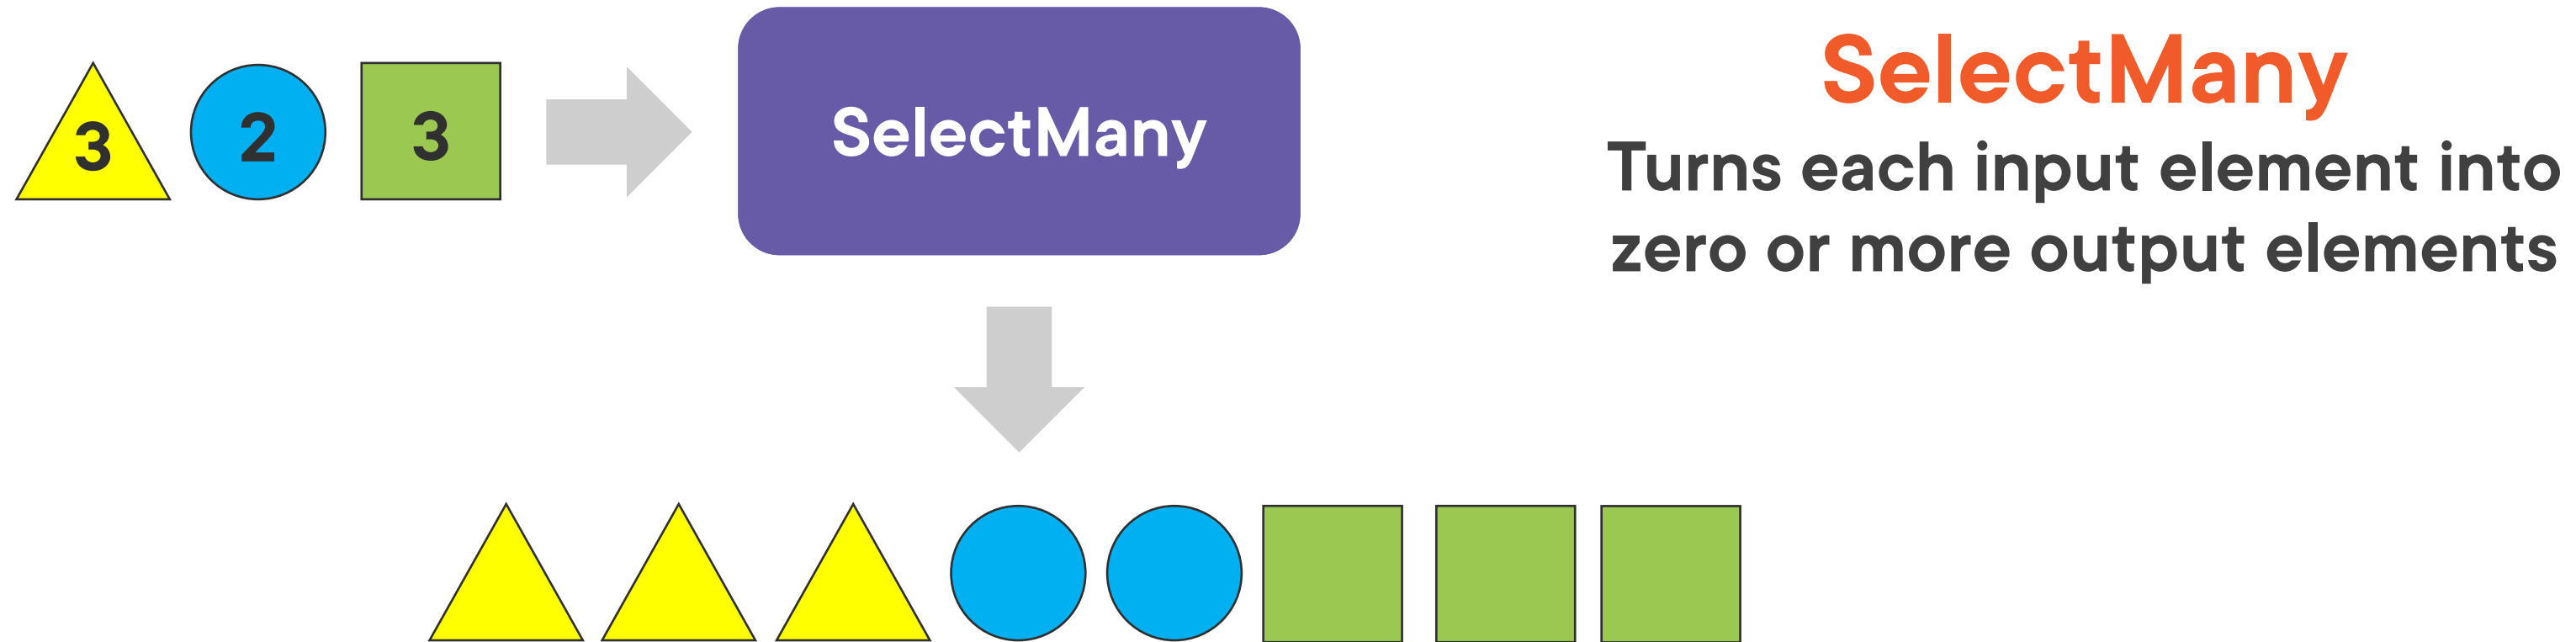 3 2 3
SelectMany
SelectMany
Turns each input element into
zero or more output elements